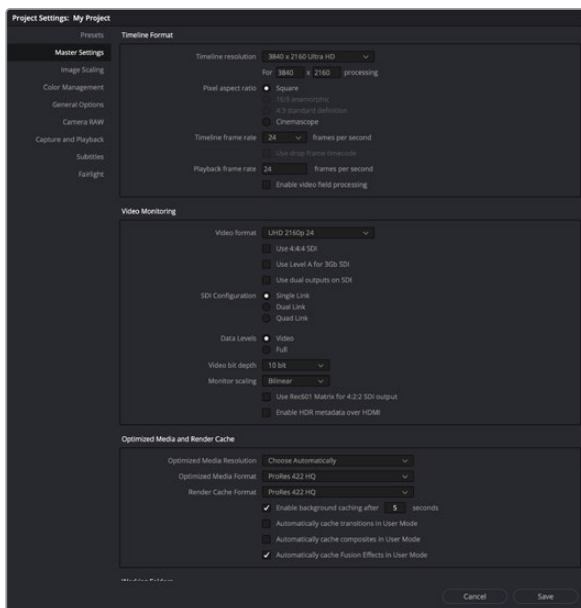 Project Settings: My Project
Presets
Master Settings
Image Scaling
Color Management
General Options
Camera RAW
Capture and Playback
Subtitles
Fairlight
Timeline Format
Timeline resolution 3840 x 2160 Ultra HD
For 3840 x 2160 processing
Pixel aspect ratio Square
16:9 anamorphic
4:3 standard definition
Cinemascope
Timeline frame rate 24 frames per second
Use drop frame timecode
Playback frame rate 24 frames per second
Enable video field processing
Video Monitoring
Video format UHD 2160p 24
Use 4:4:4 SDI
Use Level A for 3Gb SDI
Use dual outputs on SDI
SDI Configuration Single Link
Dual Link
Quad Link
Data Levels Video
Full
Video bit depth 10 bit
Monitor scaling Bilinear
Use Rec601 Matrix for 4:2:2 SDI output
Enable HDR metadata over HDMI
Optimized Media and Render Cache
Optimized Media Resolution Choose Automatically
Optimized Media Format ProRes 422 HQ
Render Cache Format ProRes 422 HQ
Enable background caching after 5 seconds
Automatically cache transitions in User Mode
Automatically cache composites in User Mode
Automatically cache Fusion Effects in User Mode
Working Folders
Cancel Save